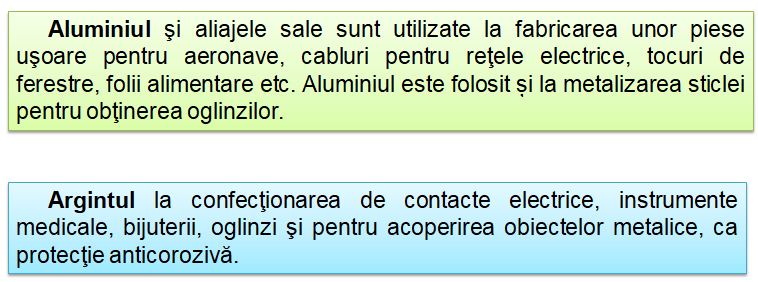 Aluminiul şi aliajele sale sunt utilizate la fabricarea unor piese
uşoare pentru aeronave, cabluri pentru reţele electrice, tocuri de
ferestre, folii alimentare etc. Aluminiul este folosit și la metalizarea sticlei
pentru obţinerea oglinzilor.
Argintul la confecţionarea de contacte electrice, instrumente
medicale, bijuterii, oglinzi şi pentru acoperirea obiectelor metalice, ca
protecţie anticorozivă.